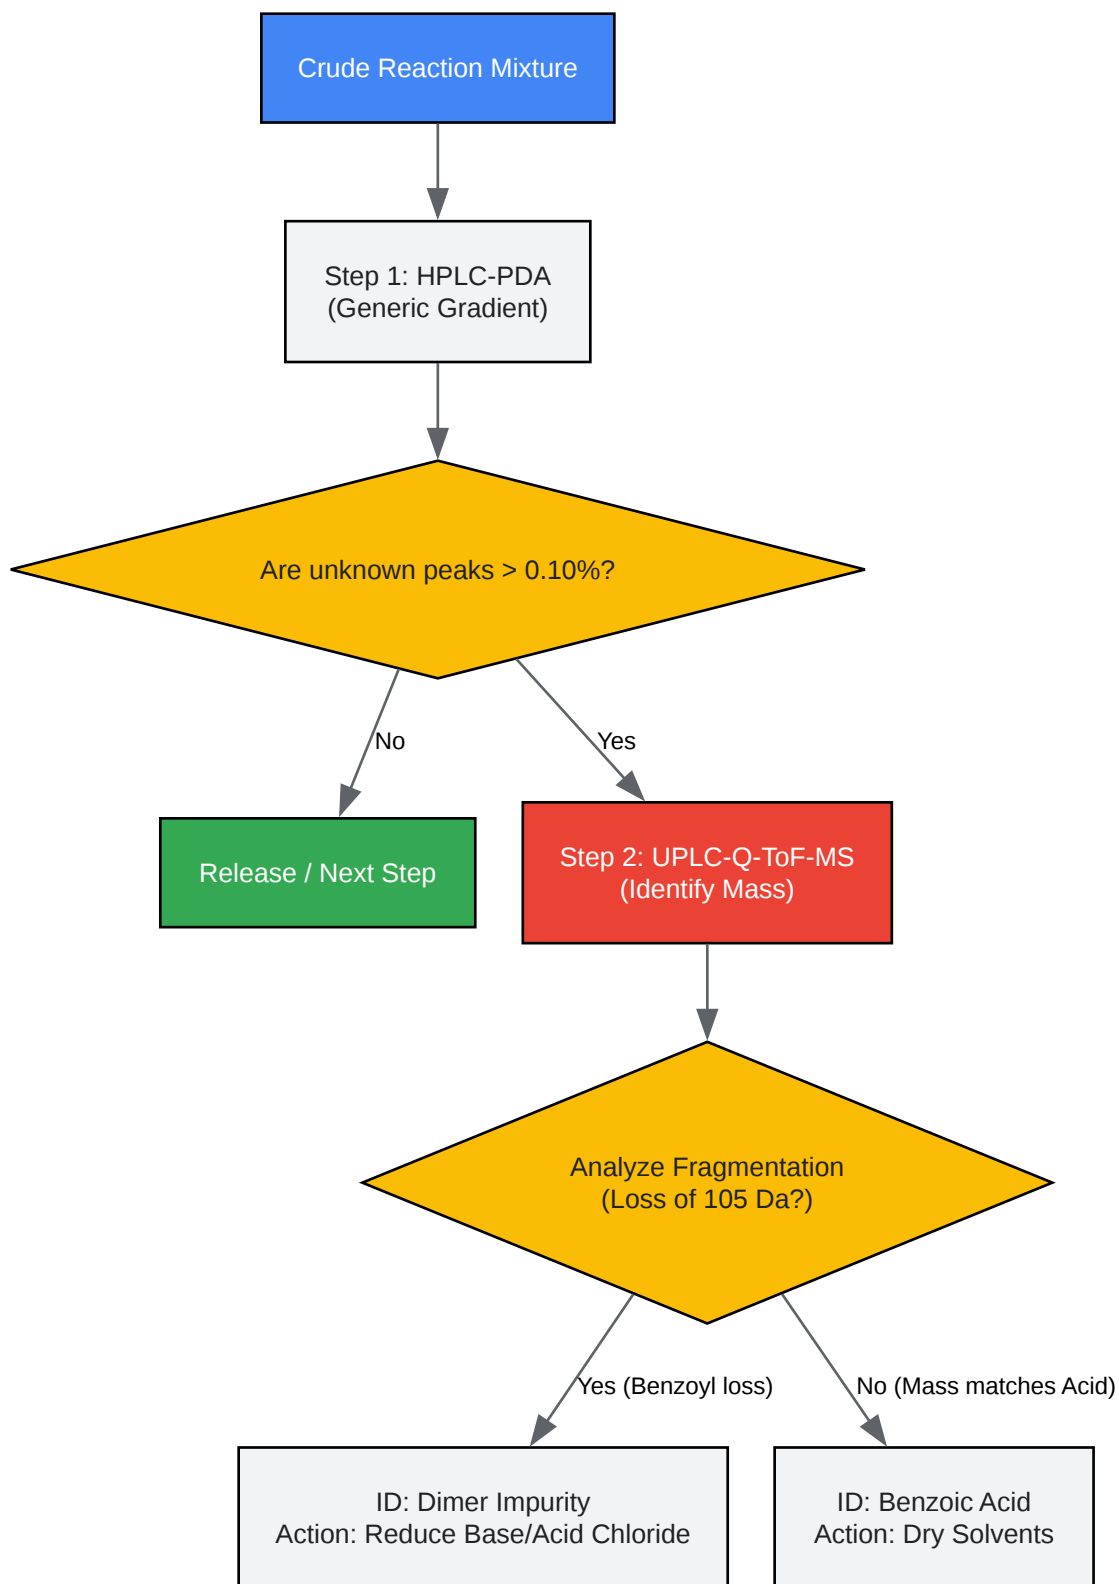 Crude Reaction Mixture
Step 1: HPLC-PDA
(Generic Gradient)
Are unknown peaks > 0.10%?
No
Yes
Release / Next Step
Step 2: UPLC-Q-ToF-MS
(Identify Mass)
Analyze Fragmentation
(Loss of 105 Da?)
Yes (Benzoyl loss)
No (Mass matches Acid)
ID: Dimer Impurity
Action: Reduce Base/Acid Chloride
ID: Benzoic Acid
Action: Dry Solvents